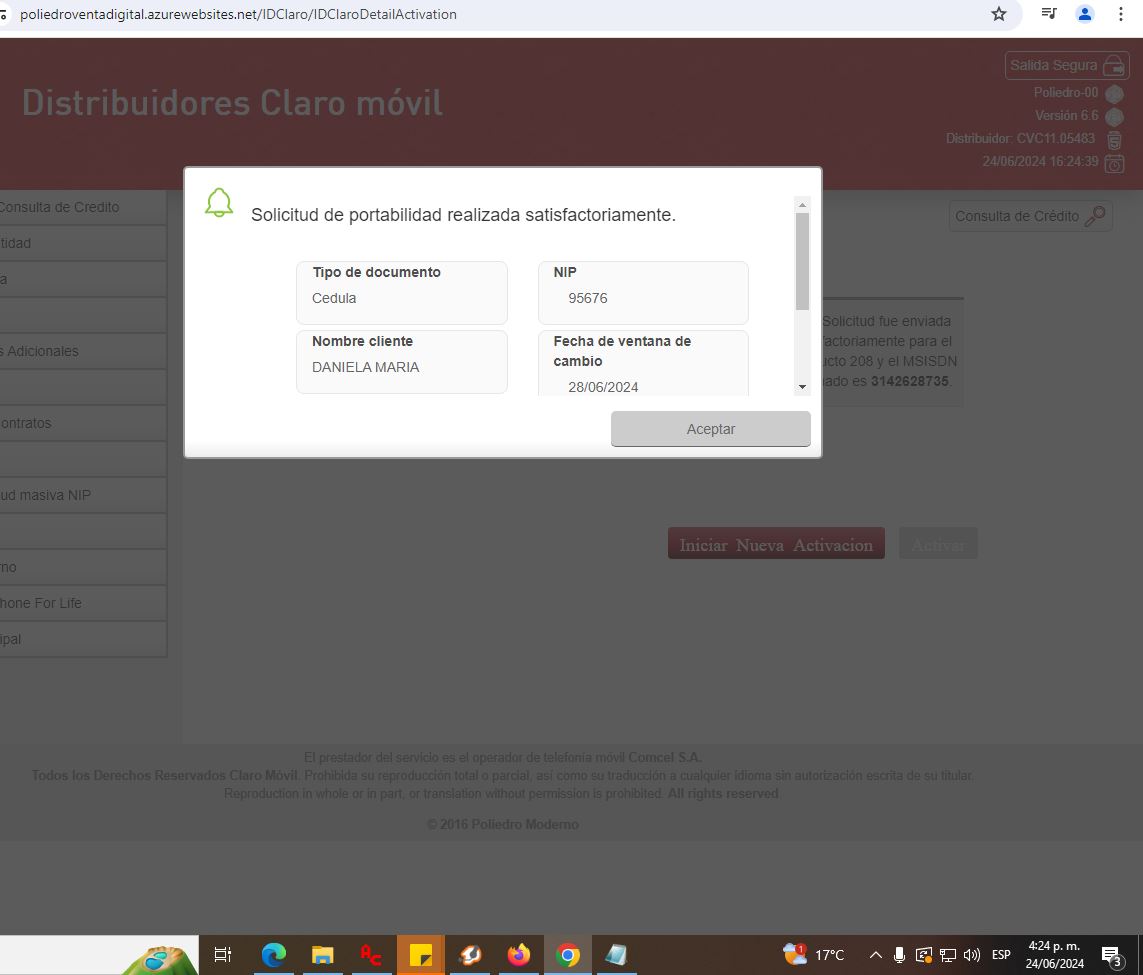 poliedroventadigital.azurewebsites.net/IDClaro/IDClaroDetailActivation
Distribuidores Claro móvil
Salida Segura
Poliedro-00
Versión 6.6
Distribuidor: CVC11.05483
24/06/2024 16:24:39
Consulta de Credito
tidad
a
s Adicionales
ontratos
ud masiva NIP
rno
hone For Life
ipal
Solicitud de portabilidad realizada satisfactoriamente.
Tipo de documento
Cedula
NIP
95676
Nombre cliente
DANIELA MARIA
Fecha de ventana de
cambio
28/06/2024
Aceptar
Consulta de Crédito
Solicitud fue enviada
factoriamente para el
ucto 208 y el MSISDN
ado es 3142628735.
Iniciar Nueva Activacion
Activar
El prestador del servicio es el operador de telefonía móvil Comcel S.A.
Todos los Derechos Reservados Claro Móvil. Prohibida su reproducción total o parcial, así como su traducción a cualquier idioma sin autorización escrita de su titular.
Reproduction in whole or in part, or translation without permission is prohibited. All rights reserved
© 2016 Poliedro Moderno
1
17°C
ESP
4:24 p. m.
24/06/2024
3